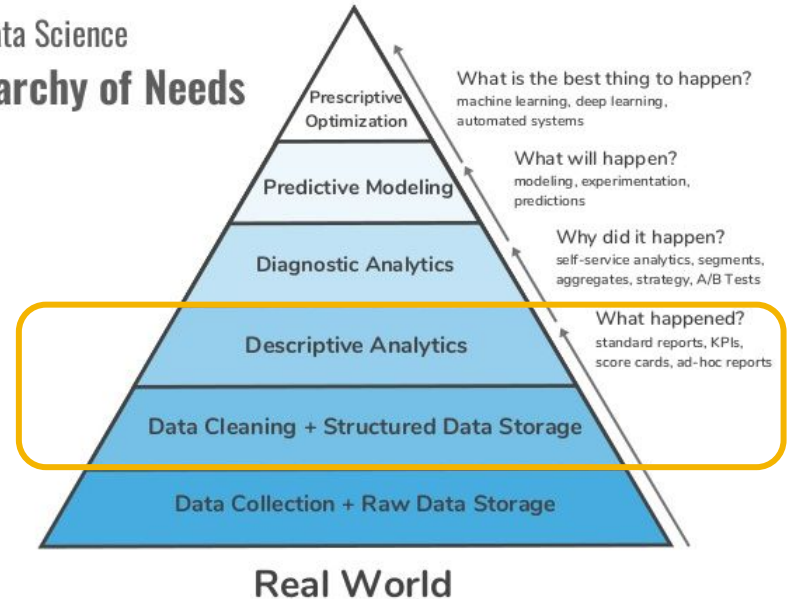 ata Science
archy of Needs
Prescriptive
Optimization
What is the best thing to happen?
machine learning, deep learning,
automated systems
Predictive Modeling
What will happen?
modeling, experimentation,
predictions
Diagnostic Analytics
Why did it happen?
self-service analytics, segments,
aggregates, strategy, A/B Tests
Descriptive Analytics
What happened?
standard reports, KPIs,
score cards, ad-hoc reports
Data Cleaning + Structured Data Storage
Data Collection + Raw Data Storage
Real World